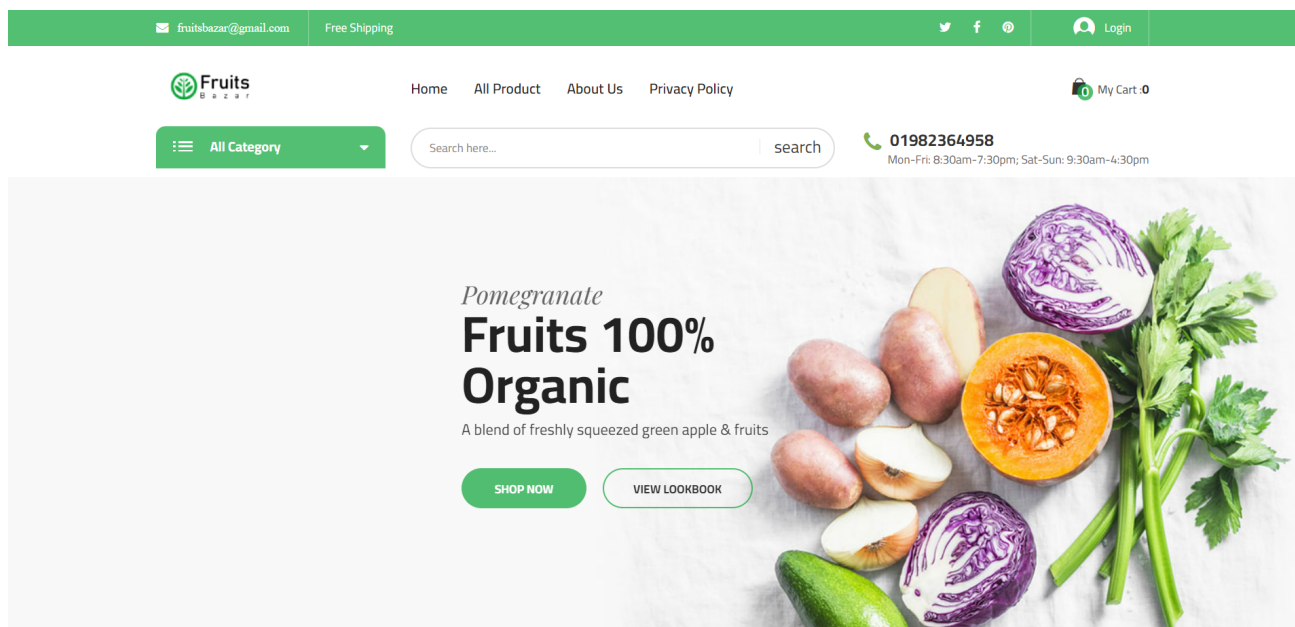 fruitsbazar@gmail.com Free Shipping Login
Fruits
Bazar
Home All Product About Us Privacy Policy
0 My Cart :0
All Category
Search here... search
01982364958
Mon-Fri: 8:30am-7:30pm; Sat-Sun: 9:30am-4:30pm
Pomegranate
Fruits 100%
Organic
A blend of freshly squeezed green apple & fruits
SHOP NOW VIEW LOOKBOOK